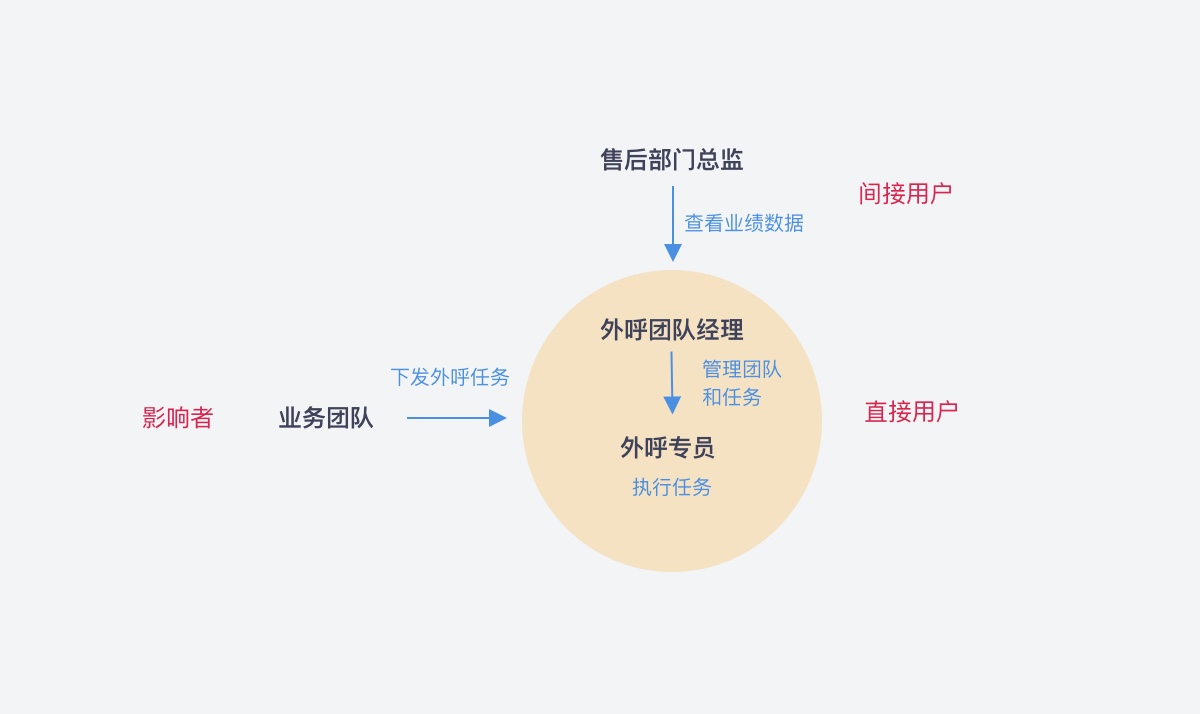 售后部门总监
间接用户
查看业绩数据
外呼团队经理
管理团队
和任务
下发外呼任务
影响者
业务团队
直接用户
外呼专员
执行任务